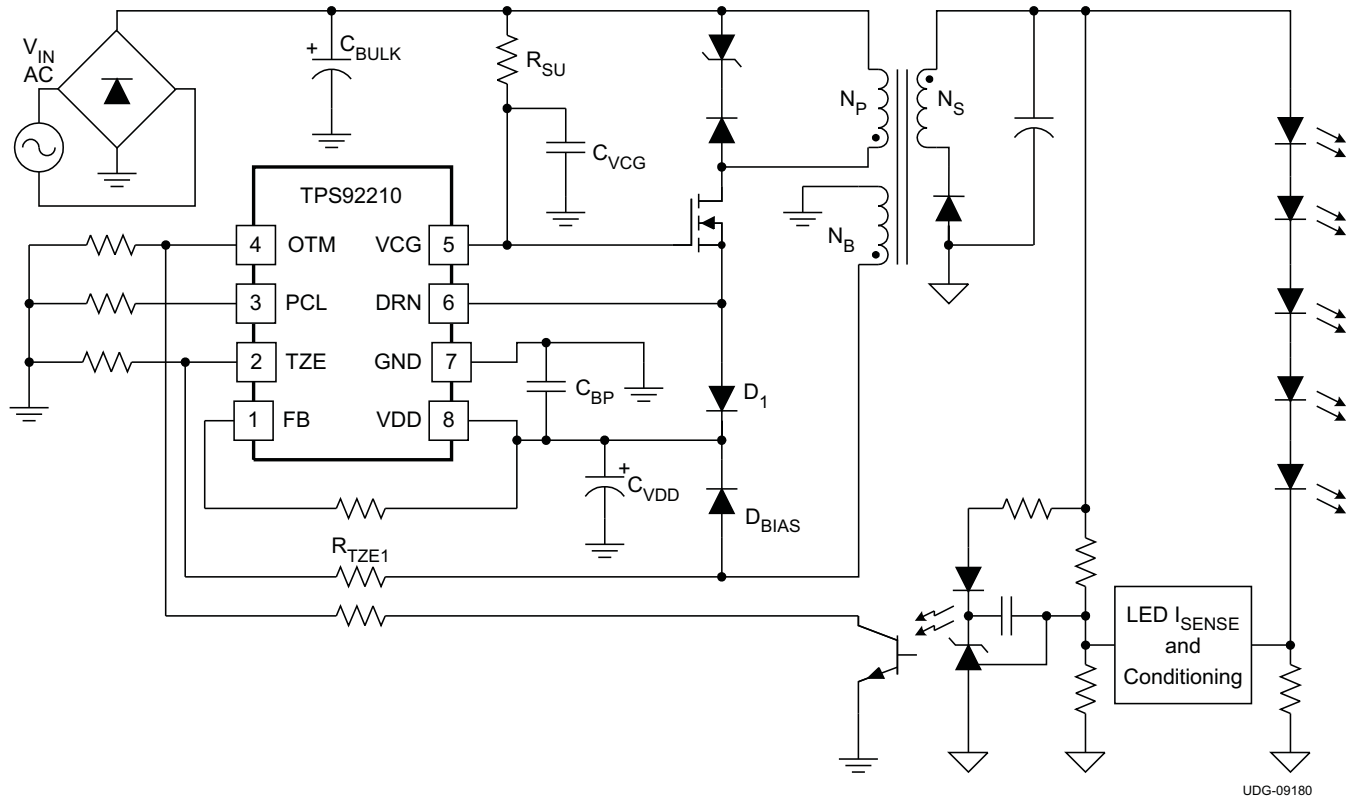 V_IN
AC
+
C_BULK
R_SU
C_VCG
N_P
N_S
N_B
TPS92210
4 OTM
VCG 5
3 PCL
DRN 6
2 TZE
GND 7
1 FB
VDD 8
C_BP
D_1
+
C_VDD
D_BIAS
R_TZE1
LED I_SENSE
and
Conditioning
UDG-09180